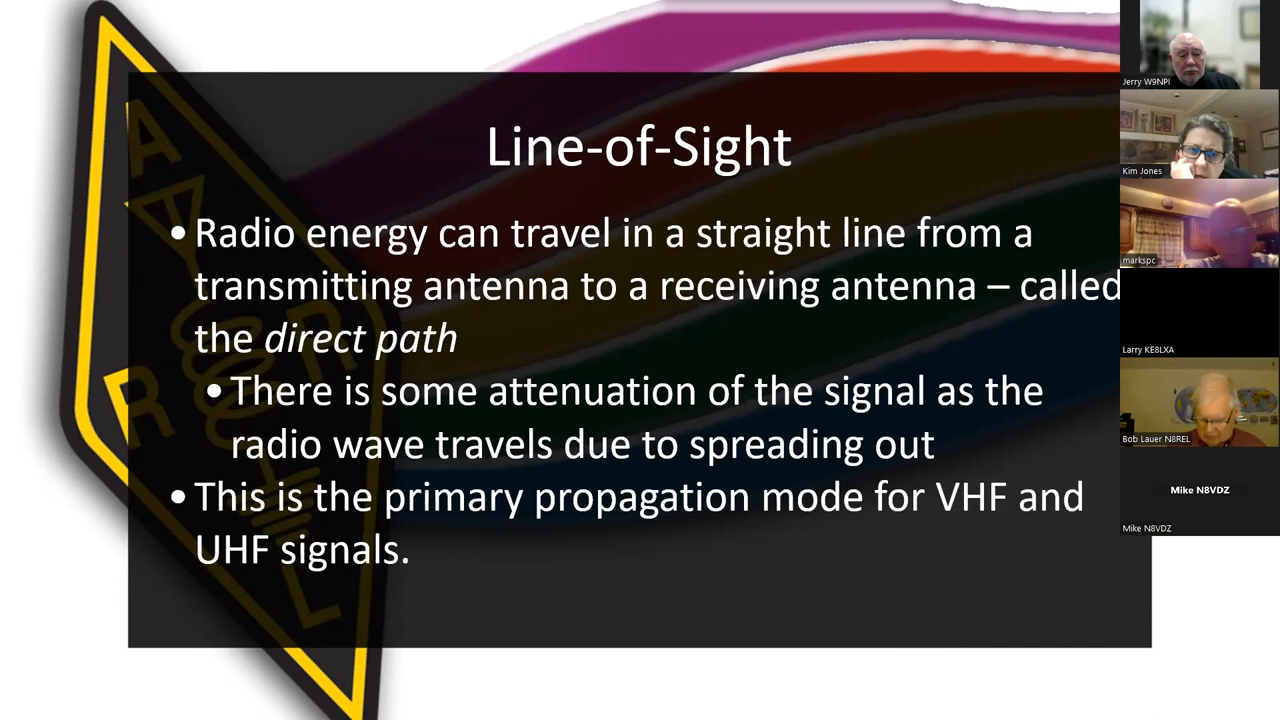 Line-of-Sight
• Radio energy can travel in a straight line from a
transmitting antenna to a receiving antenna – called
the direct path
• There is some attenuation of the signal as the
radio wave travels due to spreading out
• This is the primary propagation mode for VHF and
UHF signals.
A
R
R
L
Jerry W9NPI
Kim Jones
markspc
Larry KE8LXA
Bob Lauer N8REL
Mike N8VDZ
Mike N8VDZ